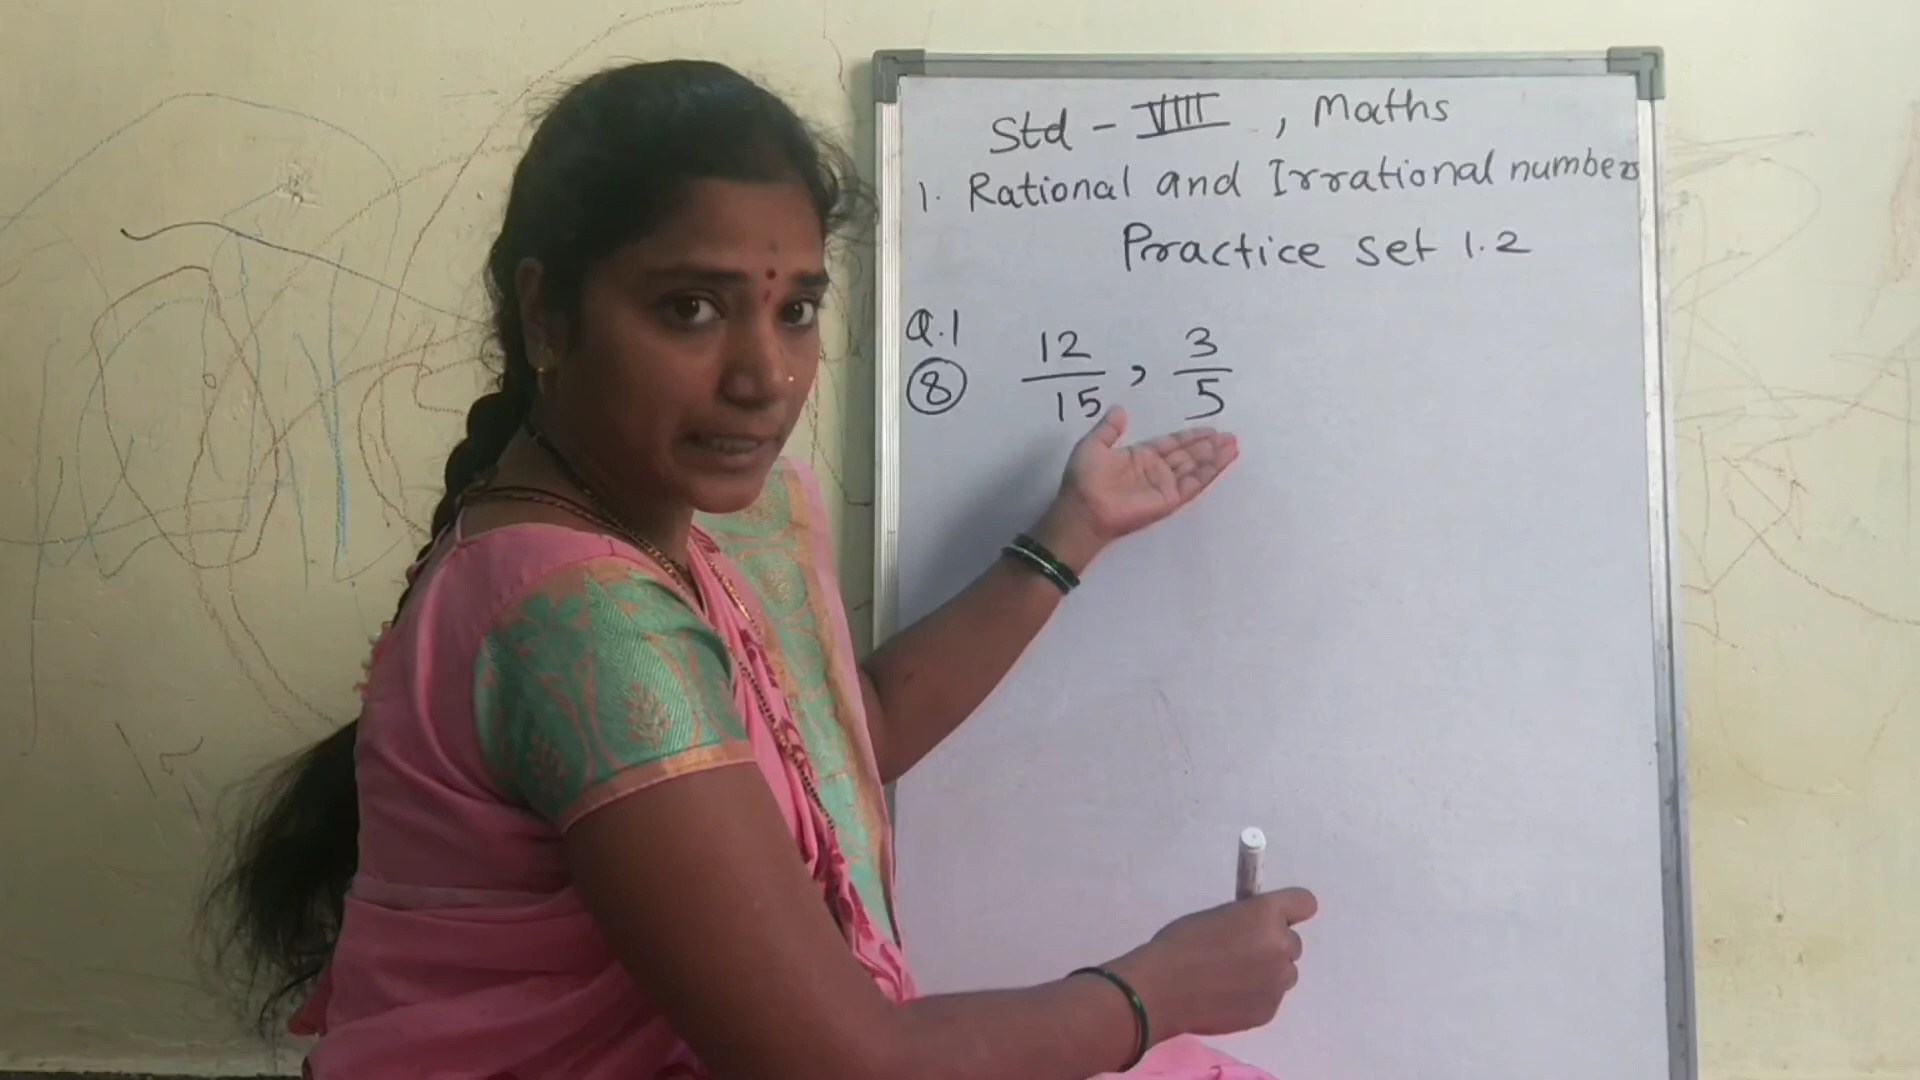 Std - VIII , Maths
1. Rational and Irrational numbers
Practice set 1.2
Q.1
⑧ 12/15 , 3/5